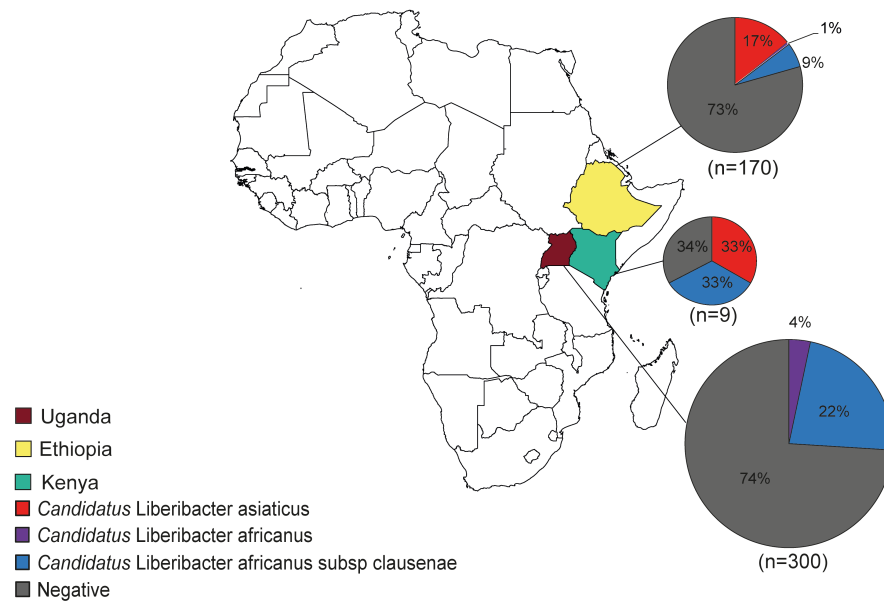 17%
1%
9%
73%
(n=170)
34%
33%
33%
(n=9)
4%
22%
74%
(n=300)
Uganda
Ethiopia
Kenya
Candidatus Liberibacter asiaticus
Candidatus Liberibacter africanus
Candidatus Liberibacter africanus subsp clausenae
Negative